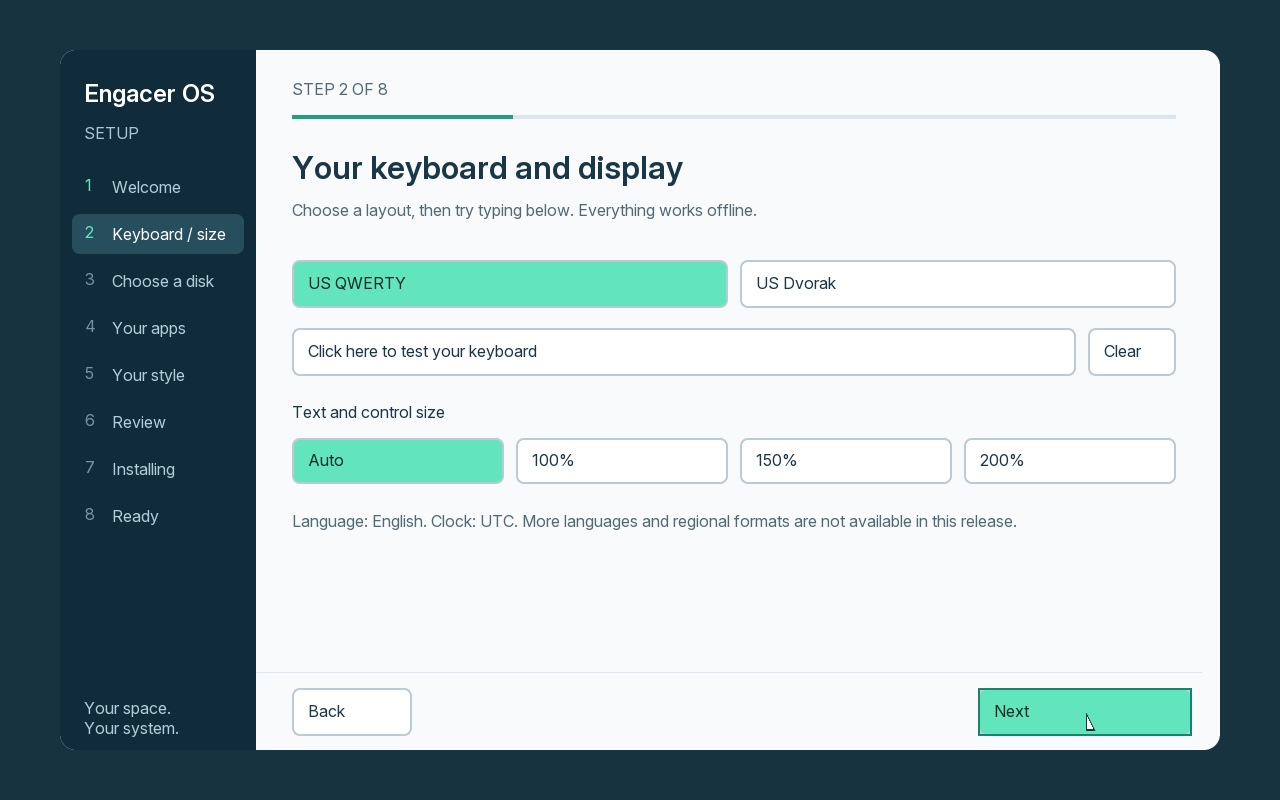 Engacer OS
SETUP
1 Welcome
2 Keyboard / size
3 Choose a disk
4 Your apps
5 Your style
6 Review
7 Installing
8 Ready
Your space.
Your system.
STEP 2 OF 8
Your keyboard and display
Choose a layout, then try typing below. Everything works offline.
US QWERTY
US Dvorak
Click here to test your keyboard
Clear
Text and control size
Auto
100%
150%
200%
Language: English. Clock: UTC. More languages and regional formats are not available in this release.
Back
Next